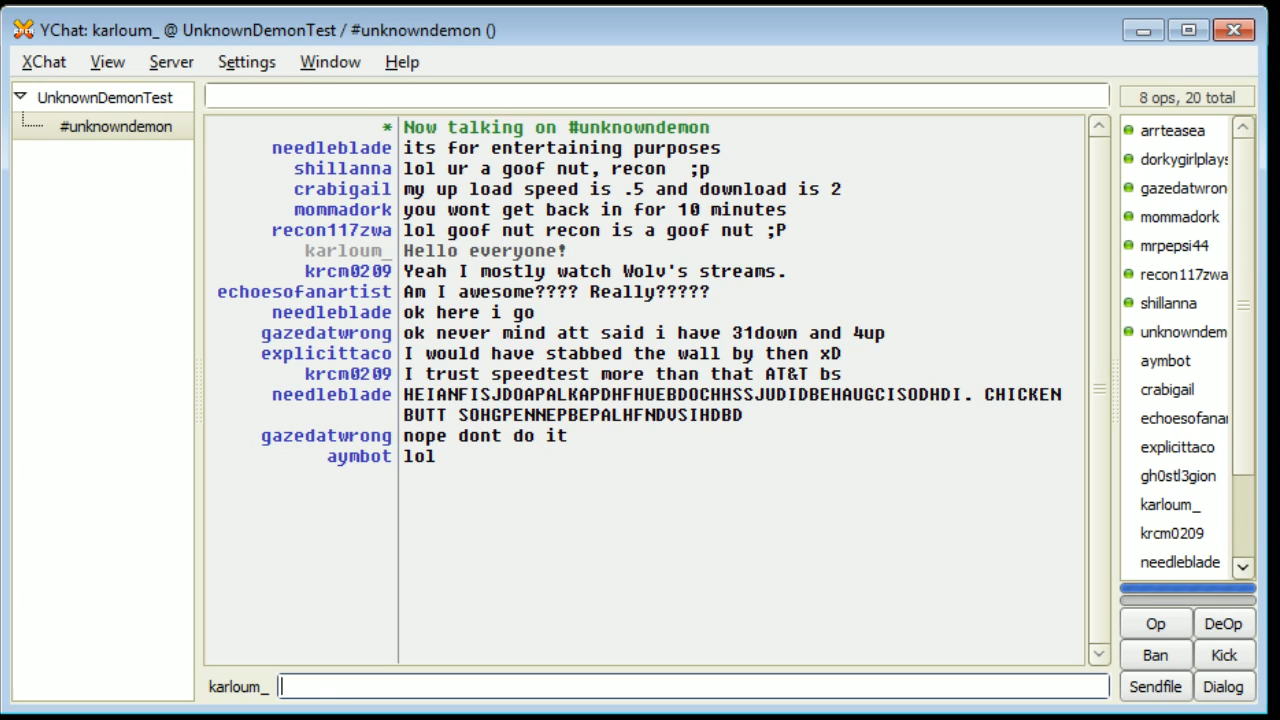 YChat: karloum_ @ UnknownDemonTest / #unknowndemon ()
XChat View Server Settings Window Help
UnknownDemonTest
#unknowndemon
8 ops, 20 total
* Now talking on #unknowndemon
needleblade its for entertaining purposes
shillanna lol ur a goof nut, recon  ;p
crabigail my up load speed is .5 and download is 2
mommadork you wont get back in for 10 minutes
recon117zwa lol goof nut recon is a goof nut ;P
karloum_ Hello everyone!
krcm0209 Yeah I mostly watch Wolv's streams.
echoesofanartist Am I awesome???? Really?????
needleblade ok here i go
gazedatwrong ok never mind att said i have 31down and 4up
explicittaco I would have stabbed the wall by then xD
krcm0209 I trust speedtest more than that AT&T bs
needleblade HEIANFISJDOAPALKAPDHFHUEBDOCHHSSJUDIDBEHAUGCISODHDI. CHICKEN
BUTT SOHGPENNEPBEPALHFNDVSIHDBD
gazedatwrong nope dont do it
aymbot lol
arrteasea
dorkygirlplays
gazedatwron
mommadork
mrpepsi44
recon117zwa
shillanna
unknowndem
aymbot
crabigail
echoesofanar
explicittaco
gh0stl3gion
karloum_
krcm0209
needleblade
Op DeOp
Ban Kick
Sendfile Dialog
karloum_